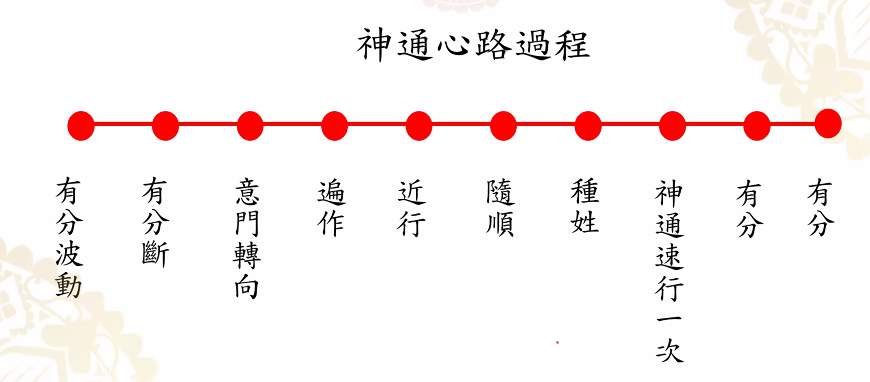 神通心路過程
有分波動
有分斷
意門轉向
遍作
近行
隨順
種姓
神通速行一次
有分
有分